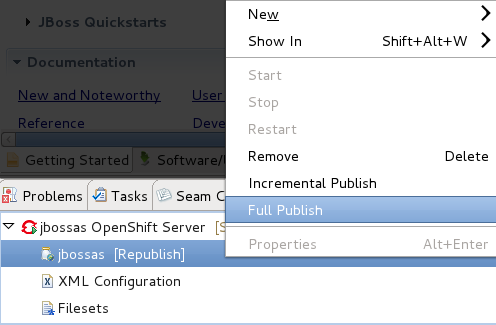 JBoss Quickstarts
Documentation
New and Noteworthy User
Reference Deve
Getting Started Software/
Problems Tasks Seam C
jbossas OpenShift Server [S
jbossas [Republish]
XML Configuration
Filesets
New
Show In Shift+Alt+W
Start
Stop
Restart
Remove Delete
Incremental Publish
Full Publish
Properties Alt+Enter